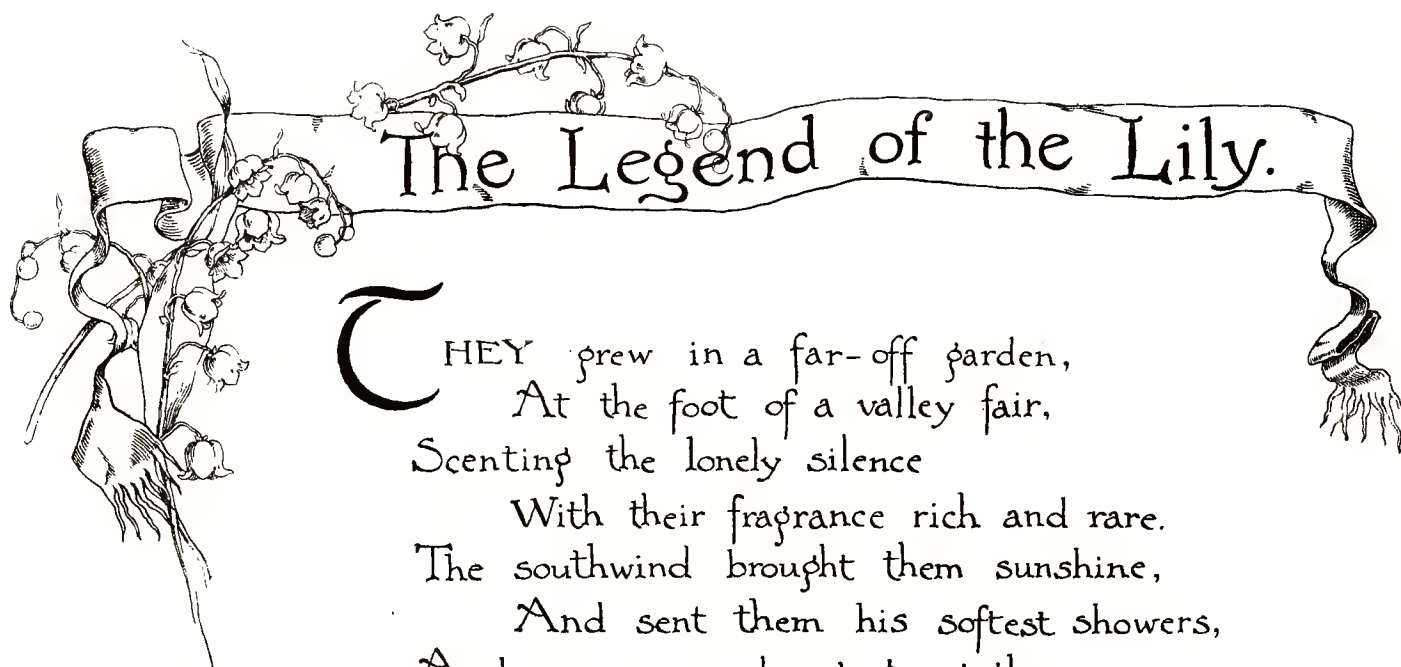 The Legend of the Lily.
THEY grew in a far-off garden,
At the foot of a valley fair,
Scenting the lonely silence
With their fragrance rich and rare.
The southwind brought them sunshine,
And sent them his softest showers,